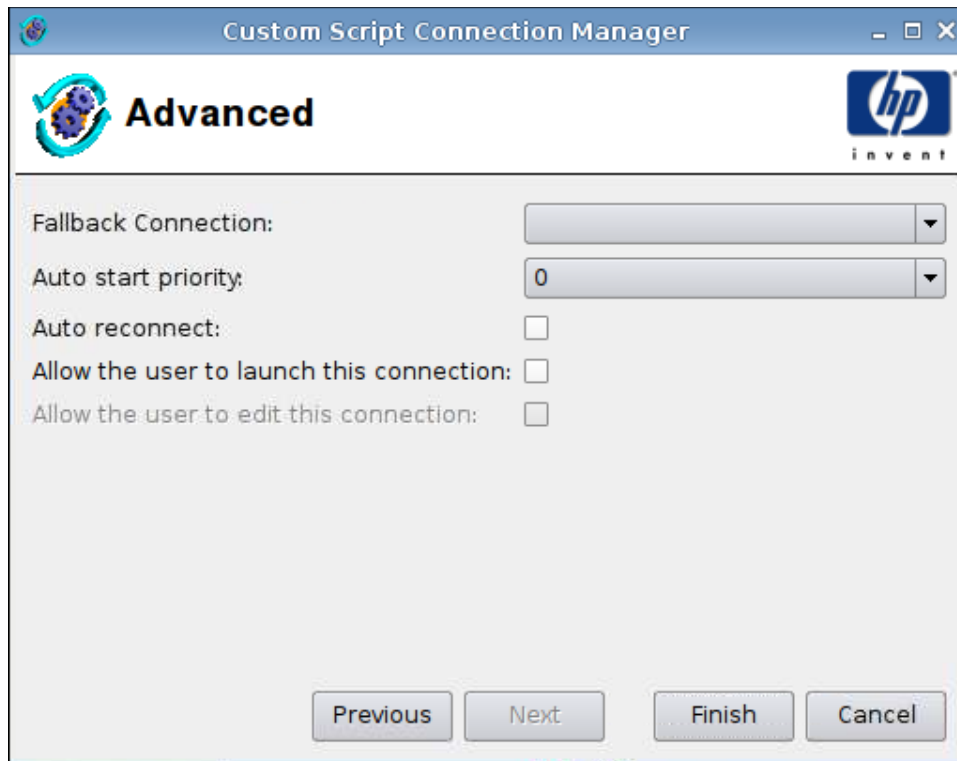 Custom Script Connection Manager
Advanced
hp
invent
Fallback Connection:
Auto start priority:
0
Auto reconnect:
Allow the user to launch this connection:
Allow the user to edit this connection:
Previous
Next
Finish
Cancel